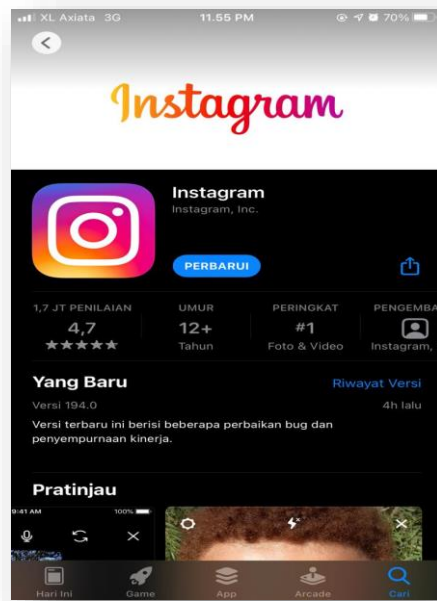 XL Axiata 3G 11.55 PM 70%
Instagram
Instagram
Instagram, Inc.
PERBARUI
1,7 JT PENILAIAN UMUR PERINGKAT PENGEMBA
4,7 12+ #1
Tahun Foto & Video Instagram,
Yang Baru Riwayat Versi
Versi 194.0 4h lalu
Versi terbaru ini berisi beberapa perbaikan bug dan
penyempurnaan kinerja.
Pratinjau
9:41 AM 100%
Hari Ini Game App Arcade Cari